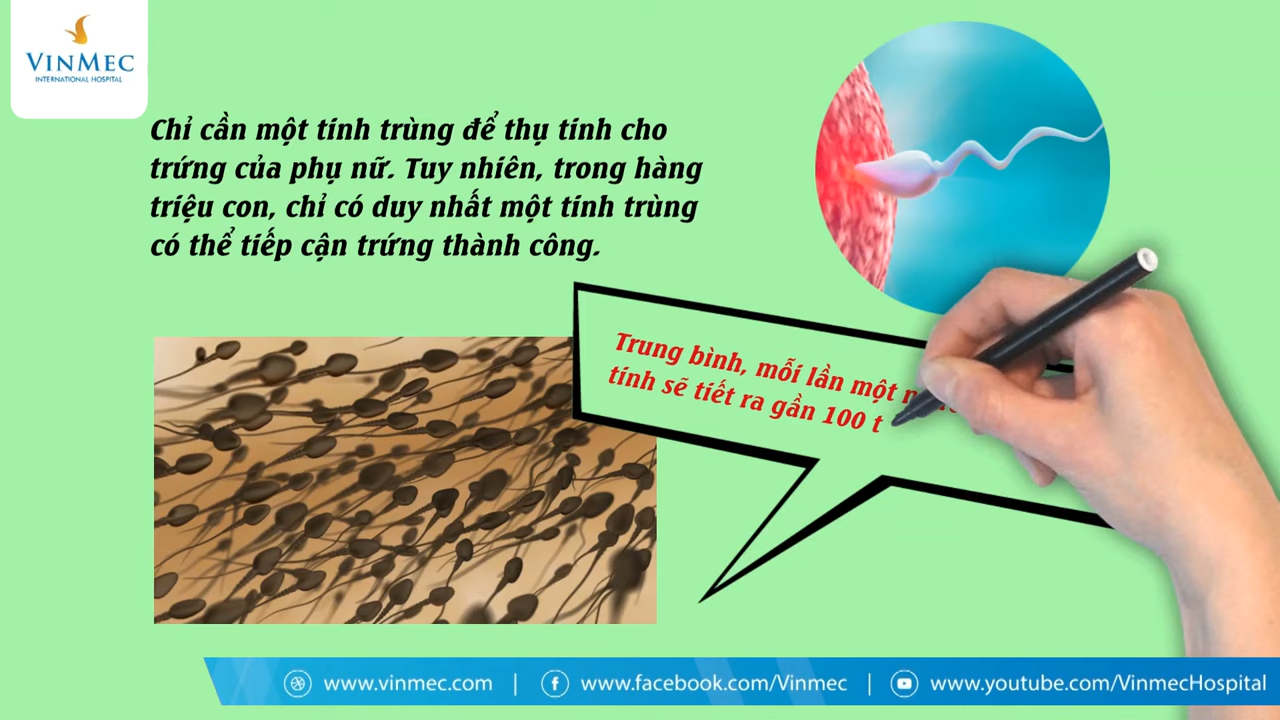 VINMEC
INTERNATIONAL HOSPITAL
Chỉ cần một tinh trùng để thụ tinh cho
trứng của phụ nữ. Tuy nhiên, trong hàng
triệu con, chỉ có duy nhất một tinh trùng
có thể tiếp cận trứng thành công.
Trung bình, mỗi lần một
tinh sẽ tiết ra gần 100 t
www.vinmec.com | www.facebook.com/Vinmec | www.youtube.com/VinmecHospital